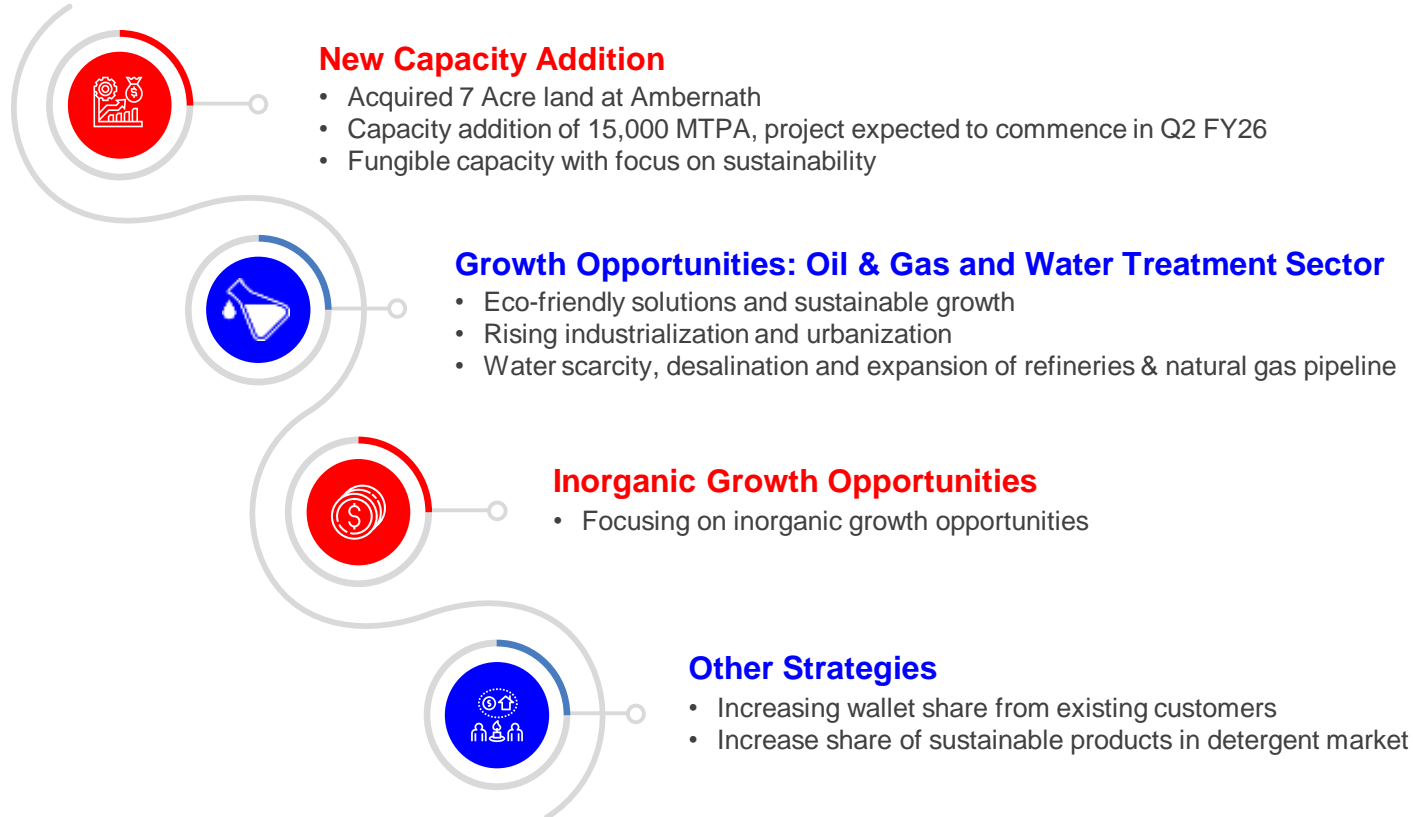 New Capacity Addition
• Acquired 7 Acre land at Ambernath
• Capacity addition of 15,000 MTPA, project expected to commence in Q2 FY26
• Fungible capacity with focus on sustainability
Growth Opportunities: Oil & Gas and Water Treatment Sector
• Eco-friendly solutions and sustainable growth
• Rising industrialization and urbanization
• Water scarcity, desalination and expansion of refineries & natural gas pipeline
Inorganic Growth Opportunities
• Focusing on inorganic growth opportunities
Other Strategies
• Increasing wallet share from existing customers
• Increase share of sustainable products in detergent market